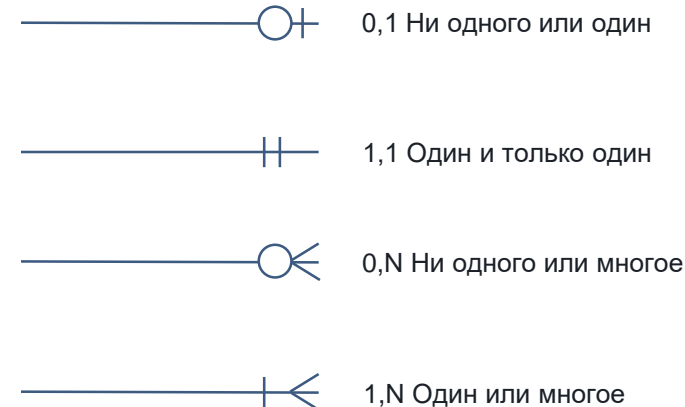 0,1 Ни одного или один
1,1 Один и только один
0,N Ни одного или многое
1,N Один или многое